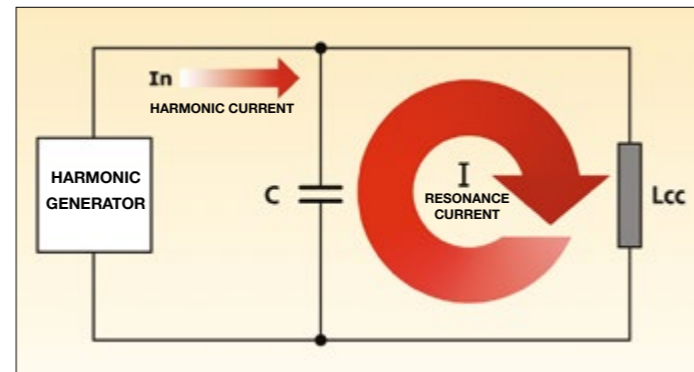 In
HARMONIC CURRENT
HARMONIC
GENERATOR
C
I
RESONANCE
CURRENT
Lcc